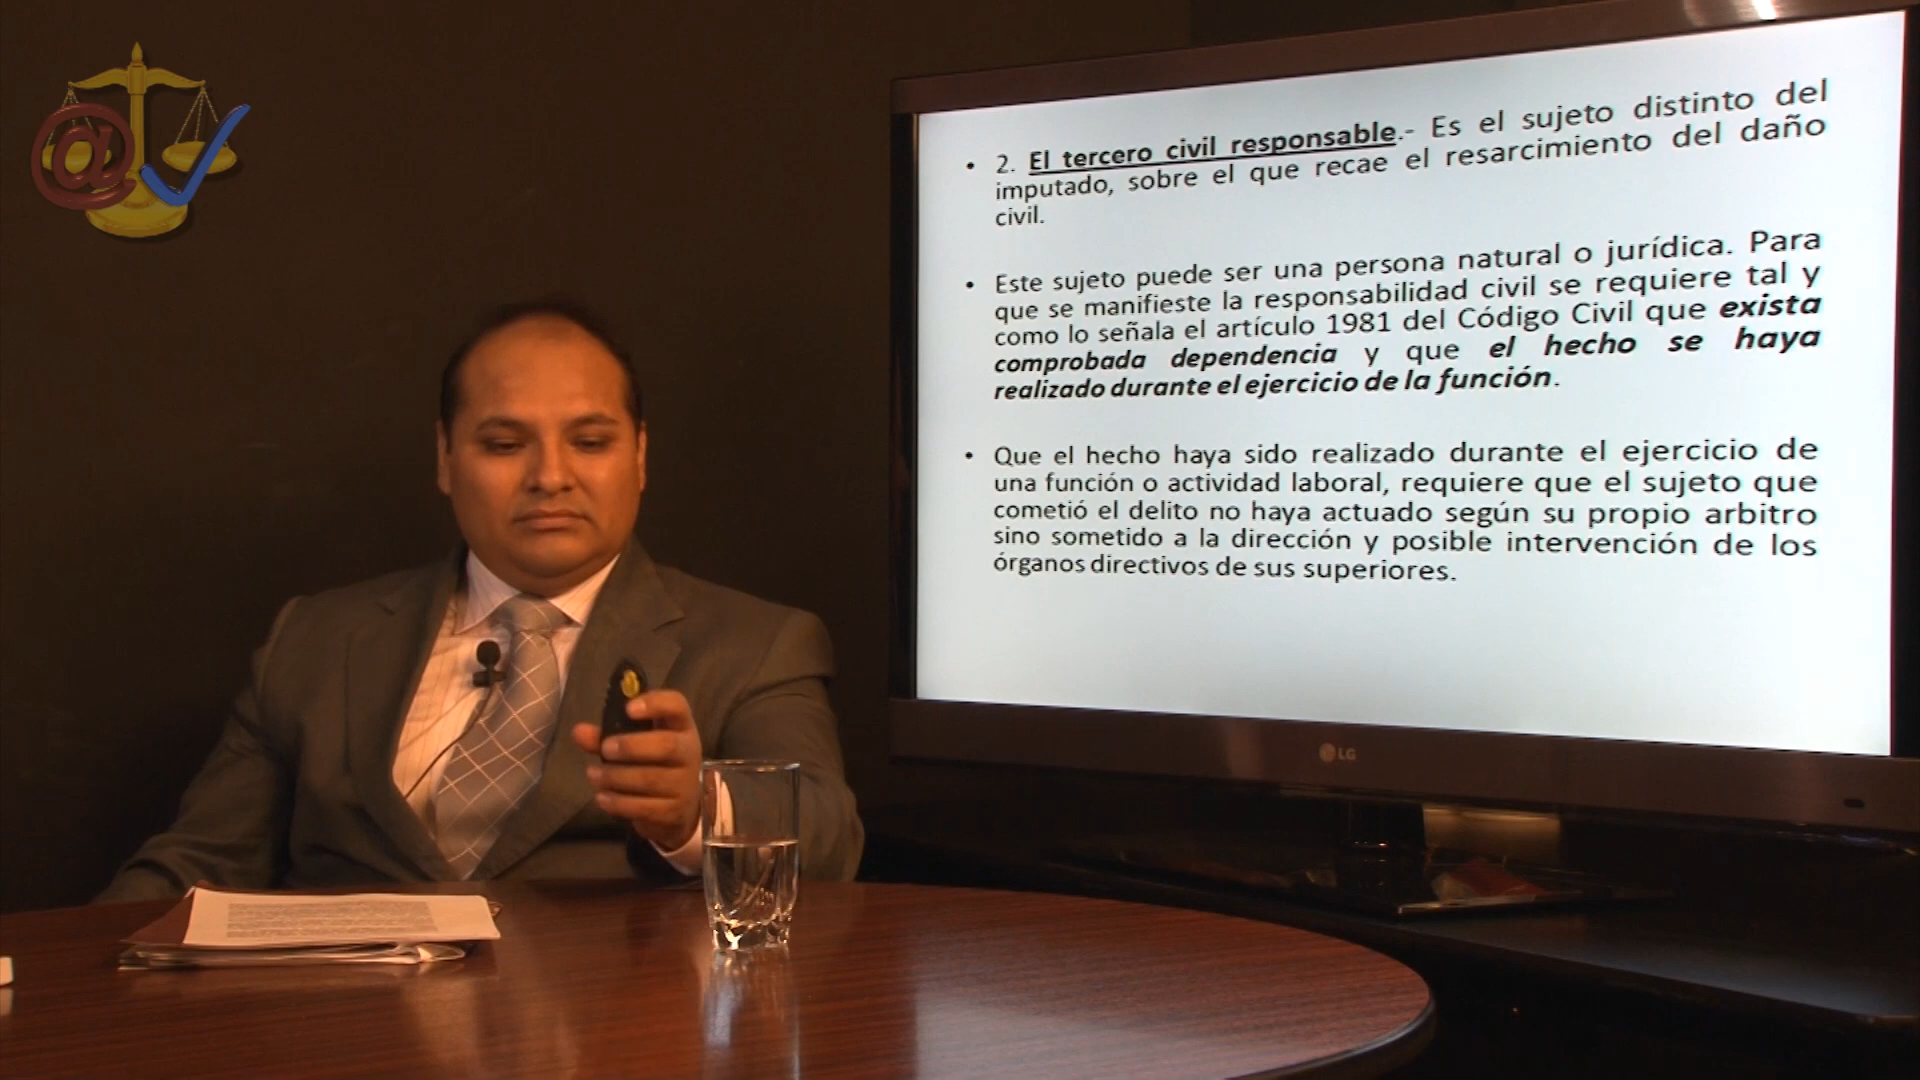 • 2. El tercero civil responsable.- Es el sujeto distinto del
imputado, sobre el que recae el resarcimiento del daño
civil.
• Este sujeto puede ser una persona natural o jurídica. Para
que se manifieste la responsabilidad civil se requiere tal y
como lo señala el artículo 1981 del Código Civil que exista
comprobada dependencia y que el hecho se haya
realizado durante el ejercicio de la función.
• Que el hecho haya sido realizado durante el ejercicio de
una función o actividad laboral, requiere que el sujeto que
cometió el delito no haya actuado según su propio arbitro
sino sometido a la dirección y posible intervención de los
órganos directivos de sus superiores.
LG
@